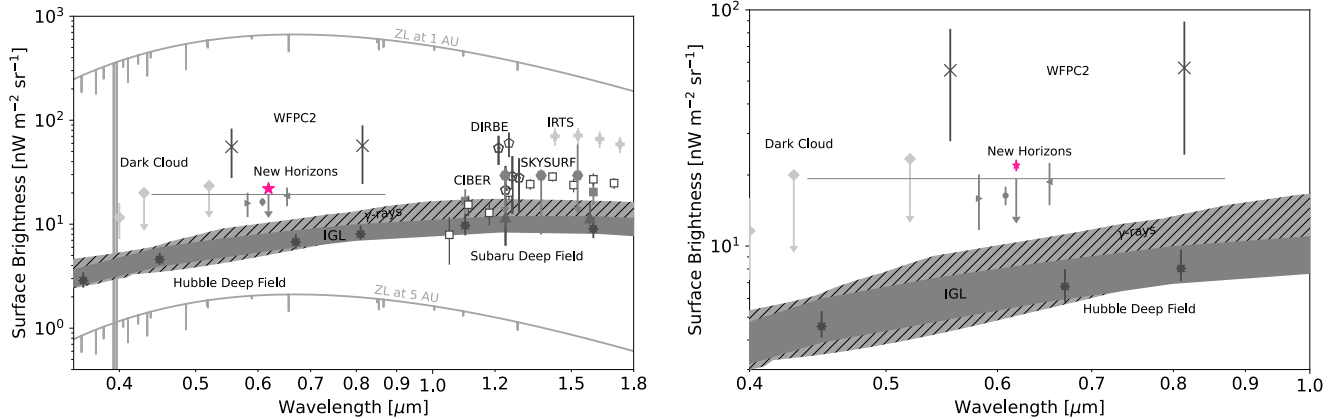 10³
10²
10¹
10⁰
Surface Brightness [nW m⁻² sr⁻¹]
ZL at 1 AU
WFPC2
DIRBE
IRTS
Dark Cloud
New Horizons
SKYSURF
CIBER
γ-rays
IGL
Subaru Deep Field
Hubble Deep Field
ZL at 5 AU
0.4
0.5
0.6
0.7
0.8
0.9
1.0μm
1.2
1.5
1.8
Wavelength [μm]
10²
10¹
Surface Brightness [nW m⁻² sr⁻¹]
WFPC2
Dark Cloud
New Horizons
γ-rays
IGL
Hubble Deep Field
0.4
0.5
0.6
0.7
0.8
0.9
1.0
Wavelength [μm]